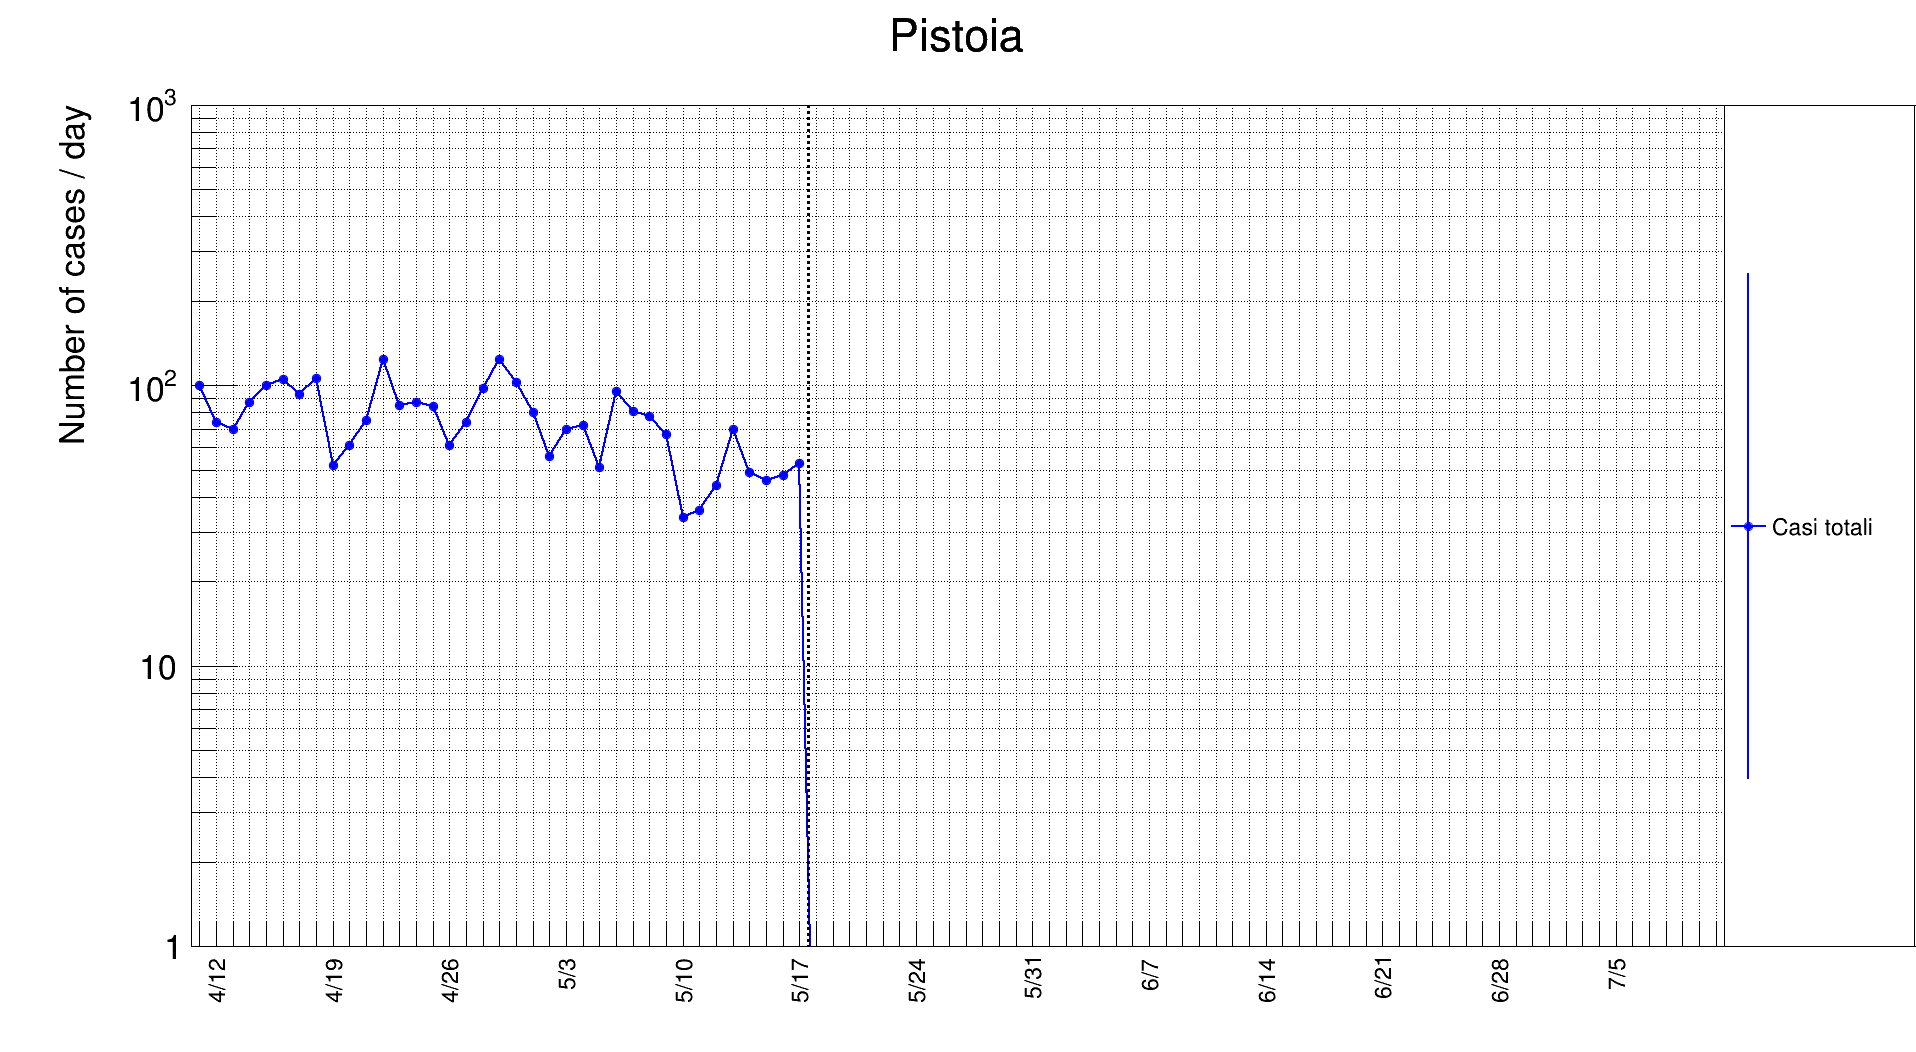 Pistoia
Number of cases / day
10³
10²
10
1
4/12 4/19 4/26 5/3 5/10 5/17 5/24 5/31 6/7 6/14 6/21 6/28 7/5
Casi totali